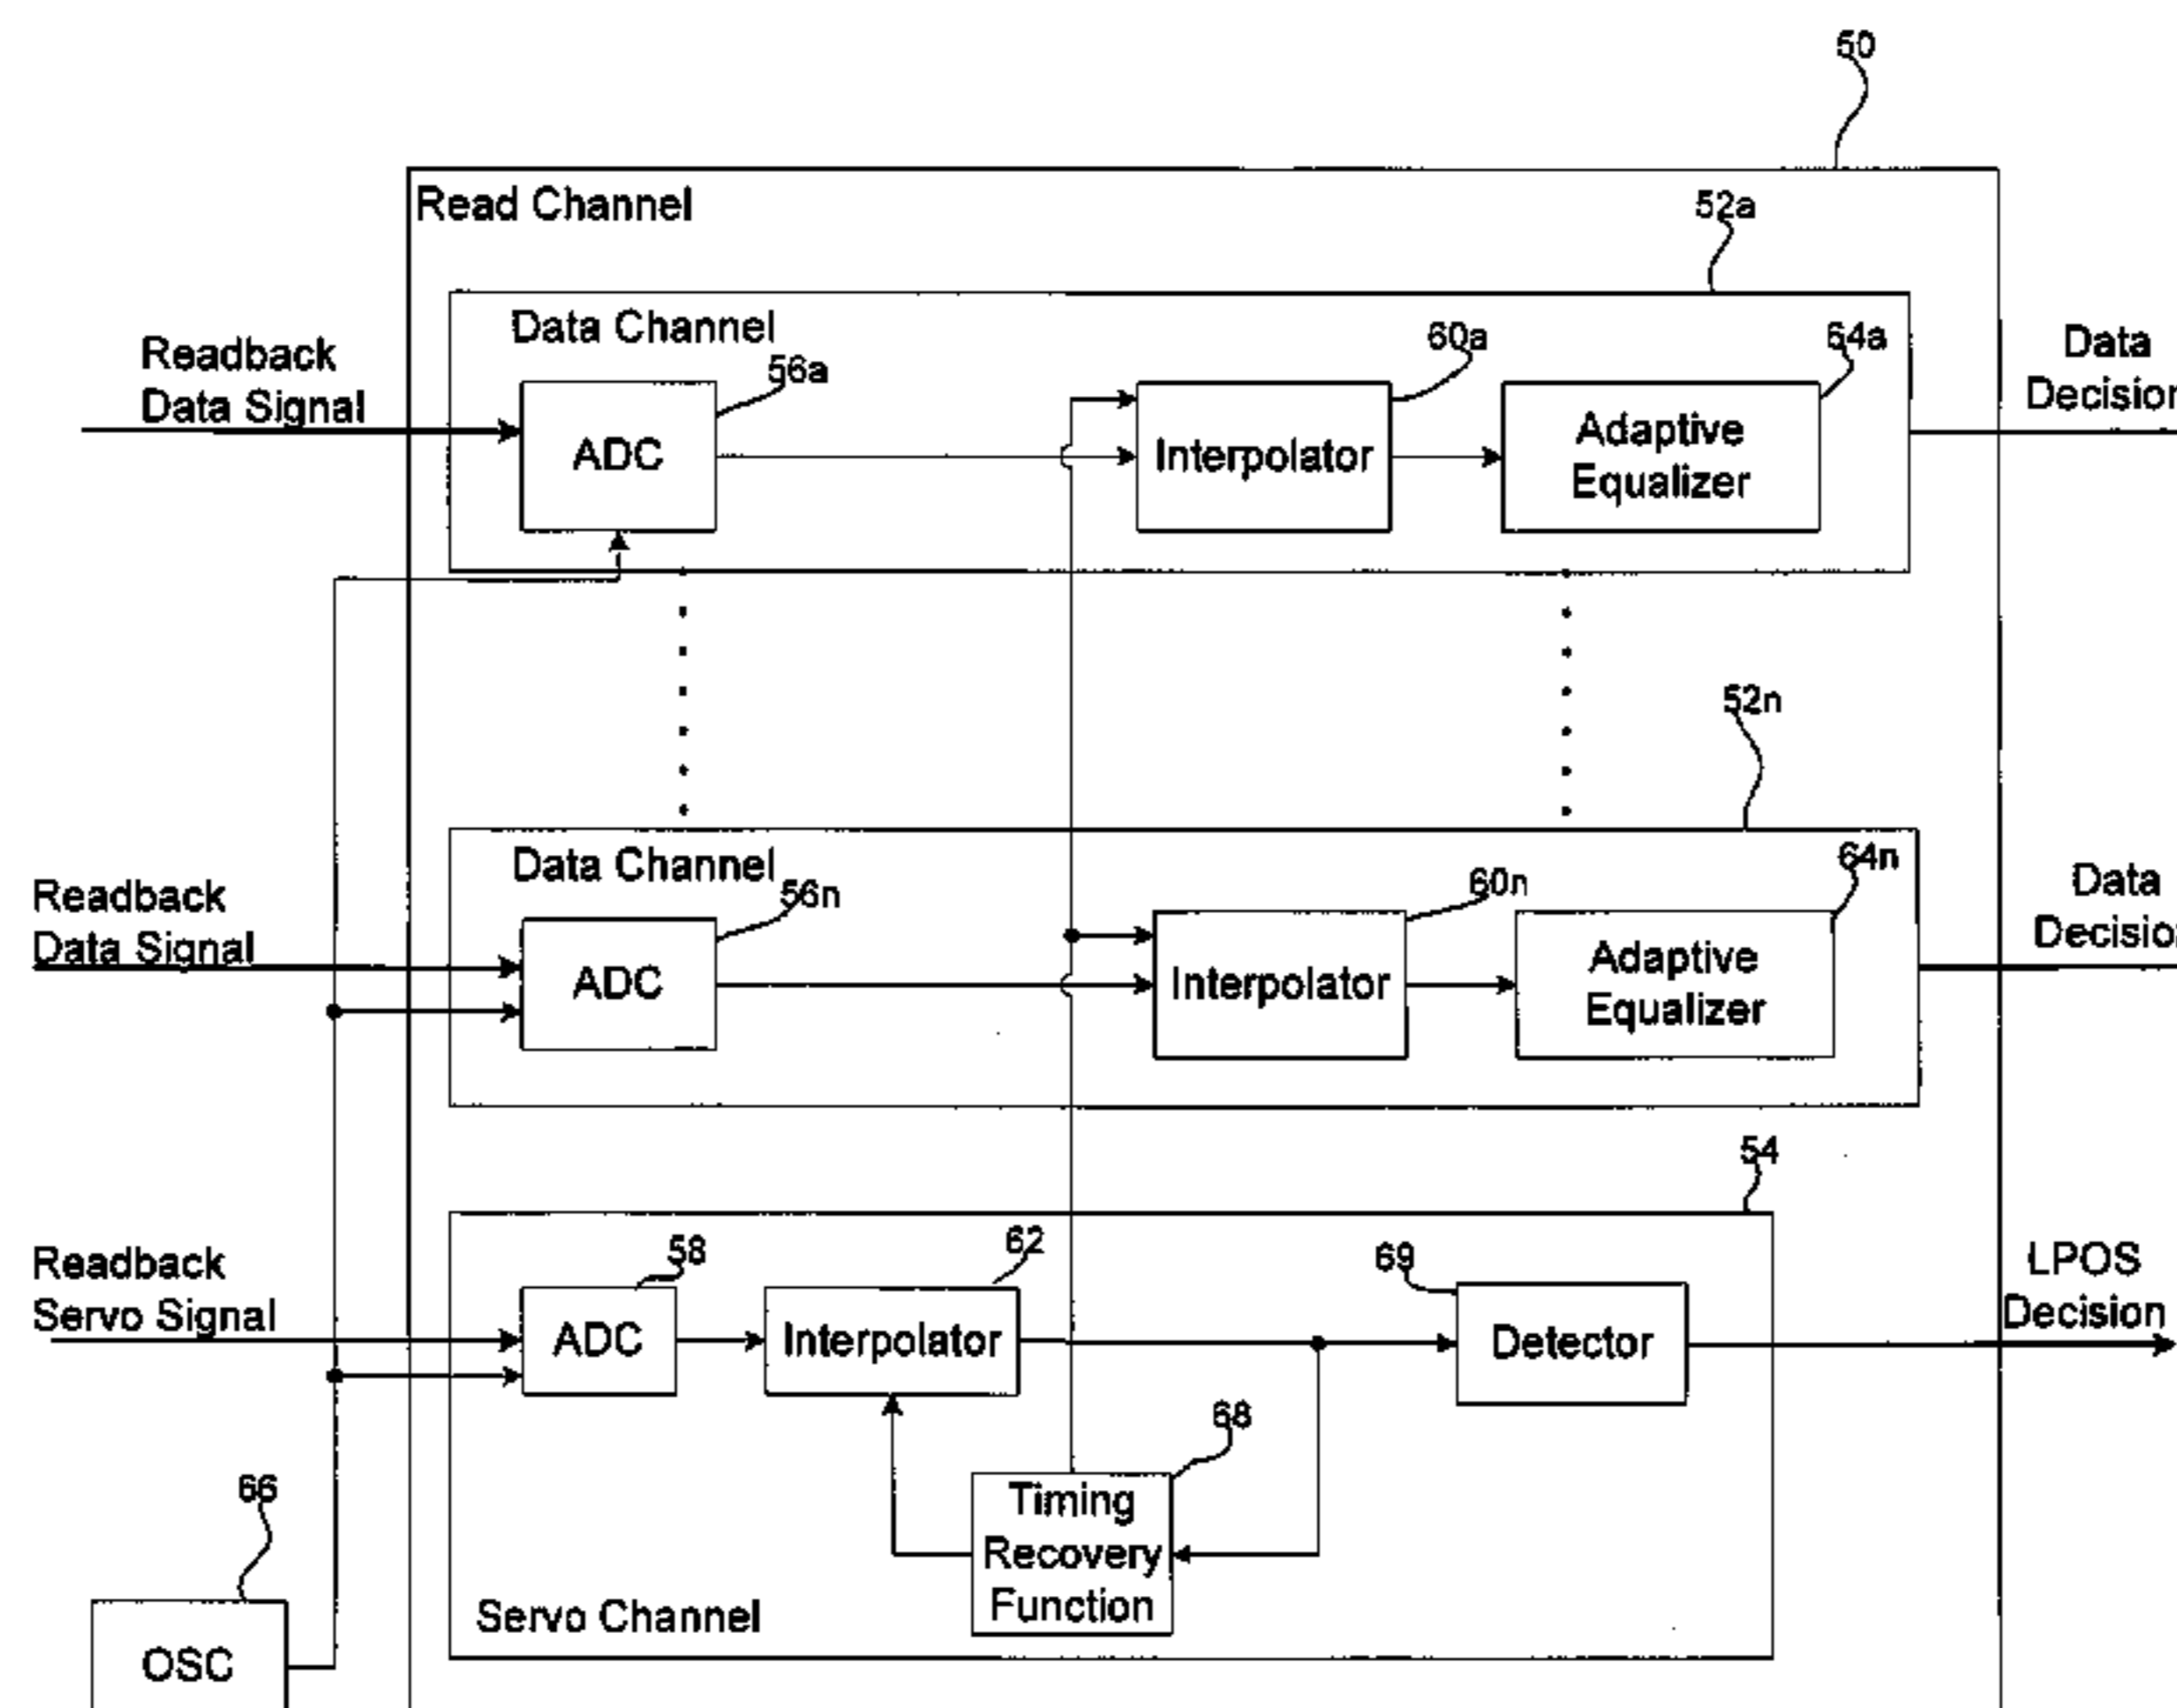 50
Read Channel
52a
Data Channel
Readback
Data Signal
56a
ADC
60a
Interpolator
64a
Adaptive
Equalizer
Data
Decision
52n
Data Channel
Readback
Data Signal
56n
ADC
60n
Interpolator
64n
Adaptive
Equalizer
Data
Decisio
54
Readback
Servo Signal
58
ADC
62
Interpolator
69
Detector
LPOS
Decision
68
Timing
Recovery
Function
Servo Channel
66
OSC